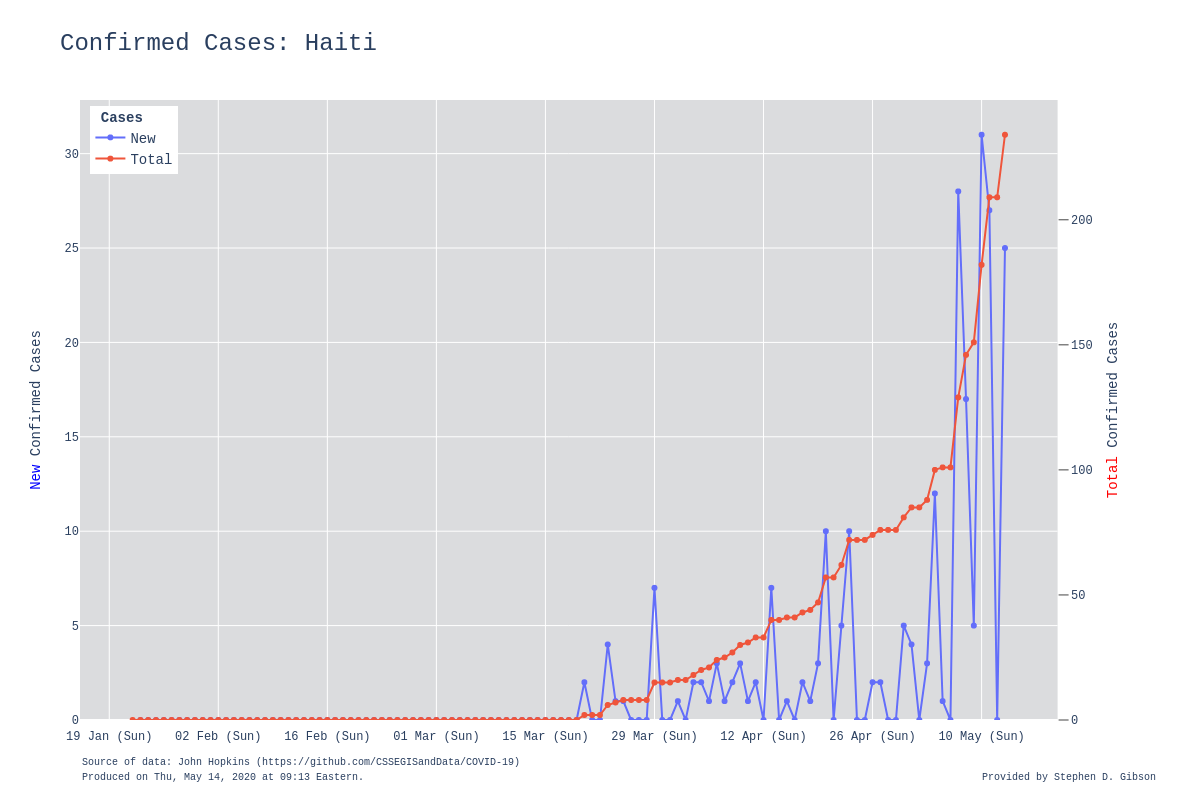 Confirmed Cases: Haiti
Cases
New
Total
30
25
20
15
10
5
0
New Confirmed Cases
200
150
100
50
0
Total Confirmed Cases
19 Jan (Sun) 02 Feb (Sun) 16 Feb (Sun) 01 Mar (Sun) 15 Mar (Sun) 29 Mar (Sun) 12 Apr (Sun) 26 Apr (Sun) 10 May (Sun)
Source of data: John Hopkins (https://github.com/CSSEGISandData/COVID-19)
Produced on Thu, May 14, 2020 at 09:13 Eastern.
Provided by Stephen D. Gibson